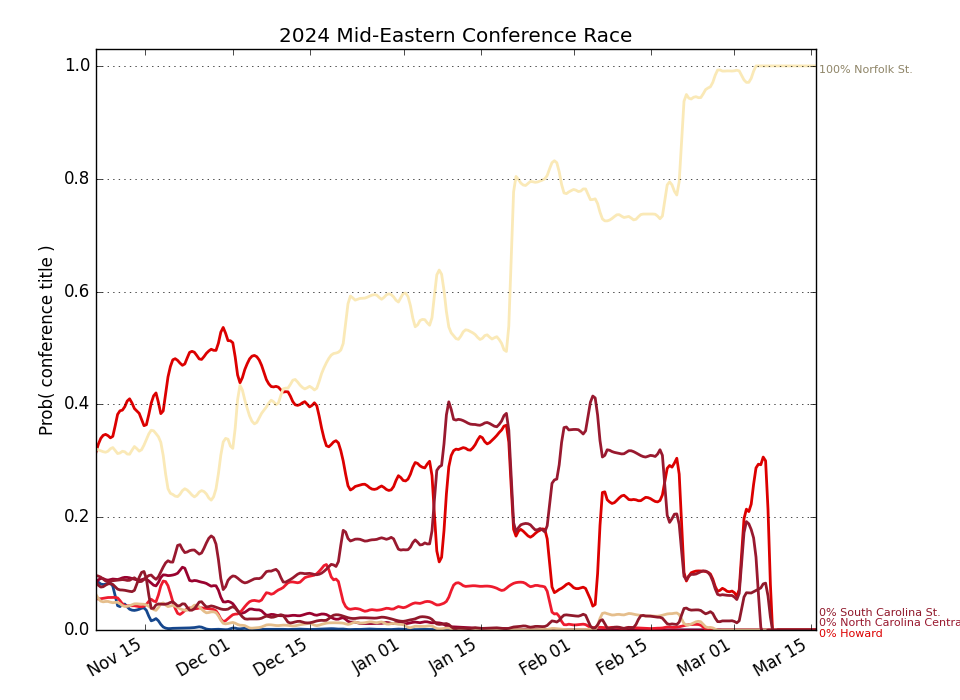 2024 Mid-Eastern Conference Race
1.0
0.8
0.6
0.4
0.2
0.0
Prob( conference title )
100% Norfolk St.
0% South Carolina St.
0% North Carolina Centra
0% Howard
Nov 15
Dec 01
Dec 15
Jan 01
Jan 15
Feb 01
Feb 15
Mar 01
Mar 15